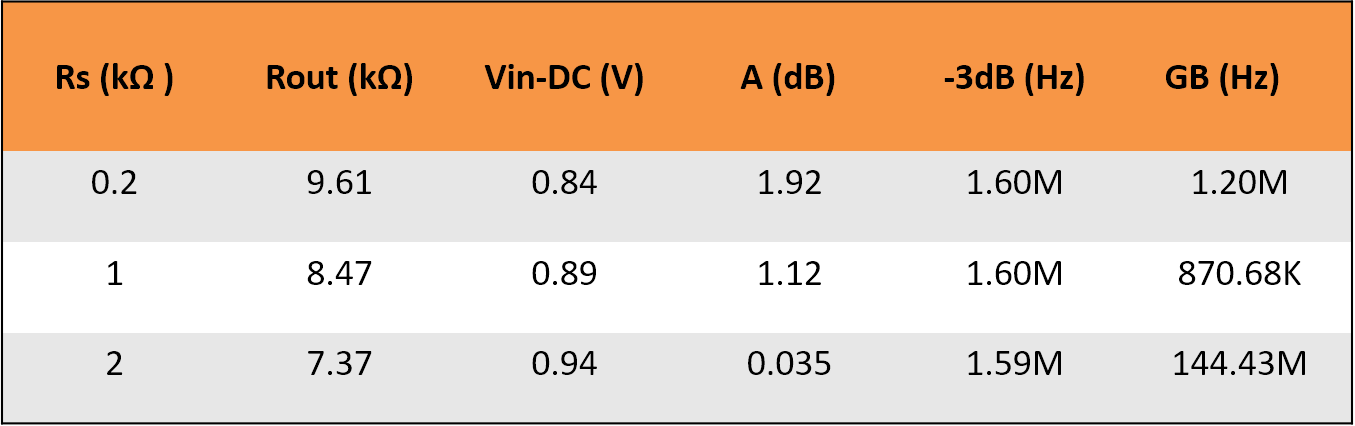 Rs (kΩ ) Rout (kΩ) Vin-DC (V) A (dB) -3dB (Hz) GB (Hz)
0.2 9.61 0.84 1.92 1.60M 1.20M
1 8.47 0.89 1.12 1.60M 870.68K
2 7.37 0.94 0.035 1.59M 144.43M